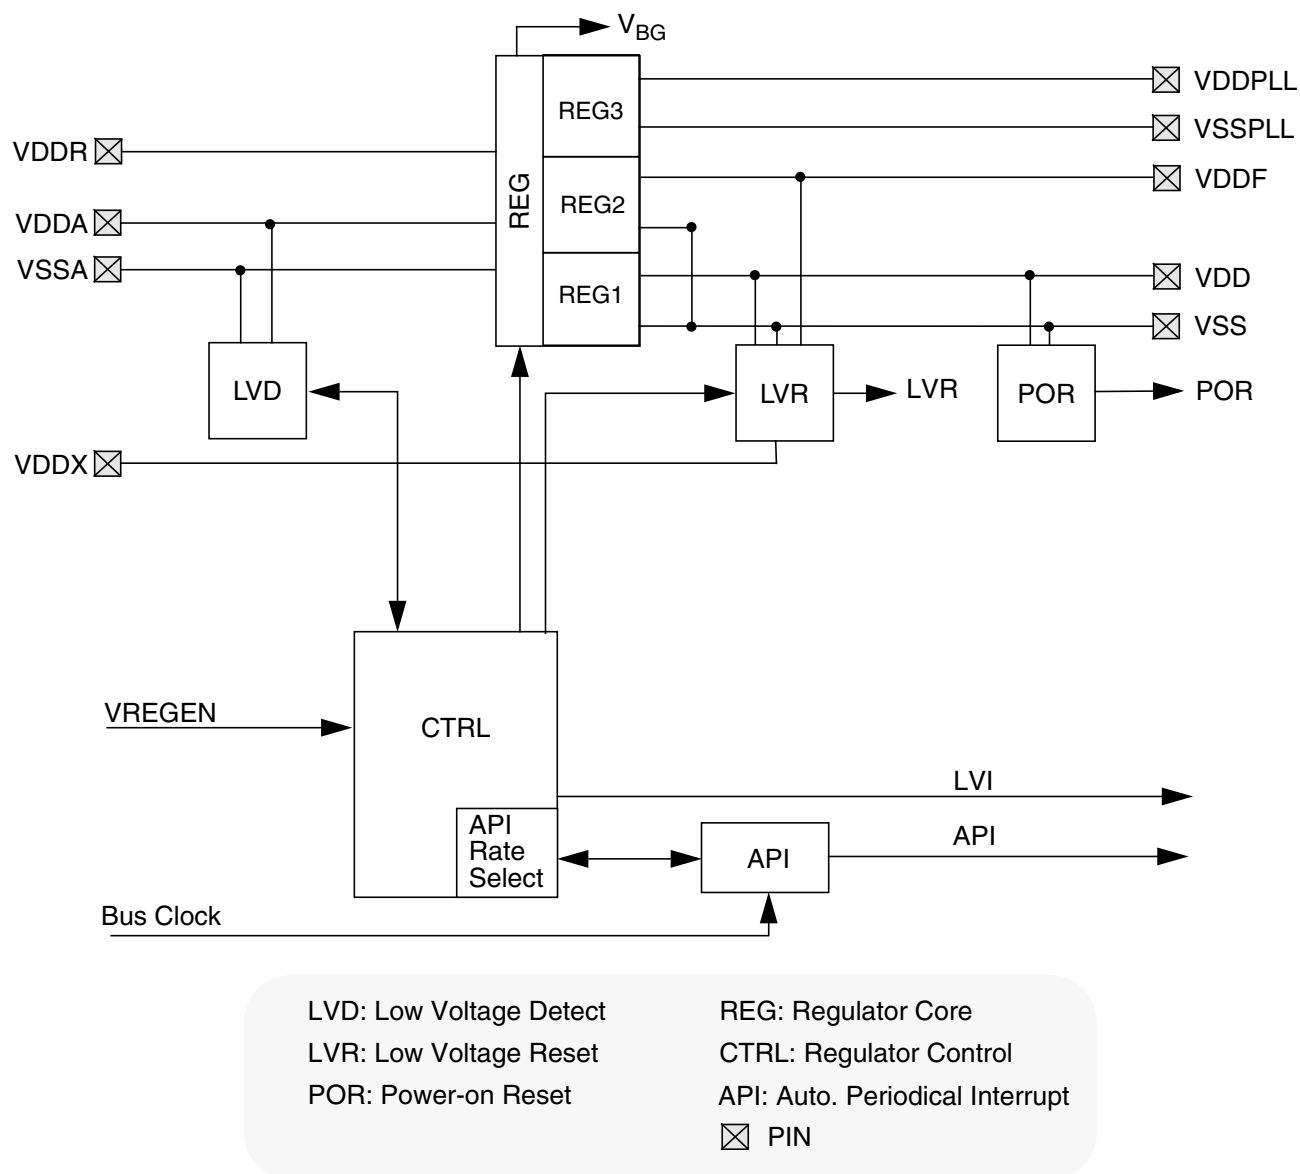 VBG
VDDPLL
REG3
VSSPLL
VDDR
VDDF
REG
REG2
VDDA
VSSA
VDD
REG1
VSS
LVD
LVR
LVR
POR
POR
VDDX
VREGEN
CTRL
LVI
API
Rate
Select
API
API
Bus Clock
LVD: Low Voltage Detect
REG: Regulator Core
LVR: Low Voltage Reset
CTRL: Regulator Control
POR: Power-on Reset
API: Auto. Periodical Interrupt
PIN